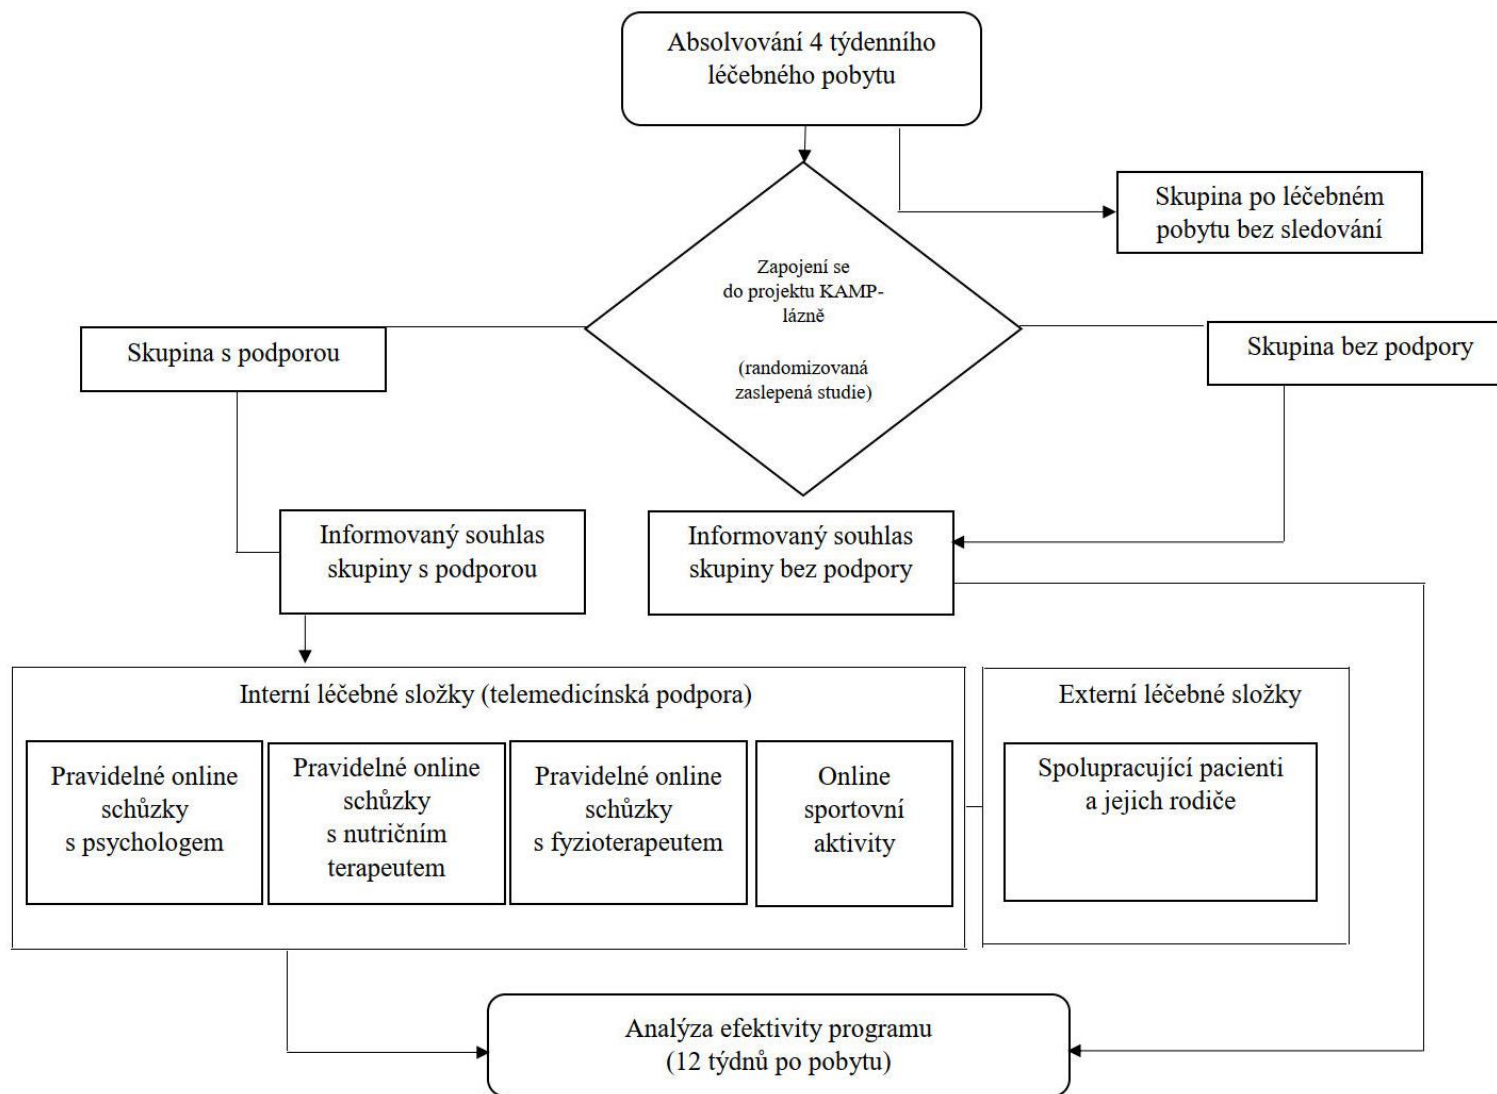 Absolvování 4 týdenního
léčebného pobytu
Skupina po léčebném
pobytu bez sledování
Zapojení se
do projektu KAMP-
lázně
(randomizovaná
zaslepená studie)
Skupina s podporou
Skupina bez podpory
Informovaný souhlas
skupiny s podporou
Informovaný souhlas
skupiny bez podpory
Interní léčebné složky (telemedicínská podpora)
Pravidelné online
schůzky
s psychologem
Pravidelné online
schůzky
s nutričním
terapeutem
Pravidelné online
schůzky
s fyzioterapeutem
Online
sportovní
aktivity
Externí léčebné složky
Spolupracující pacienti
a jejich rodiče
Analýza efektivity programu
(12 týdnů po pobytu)